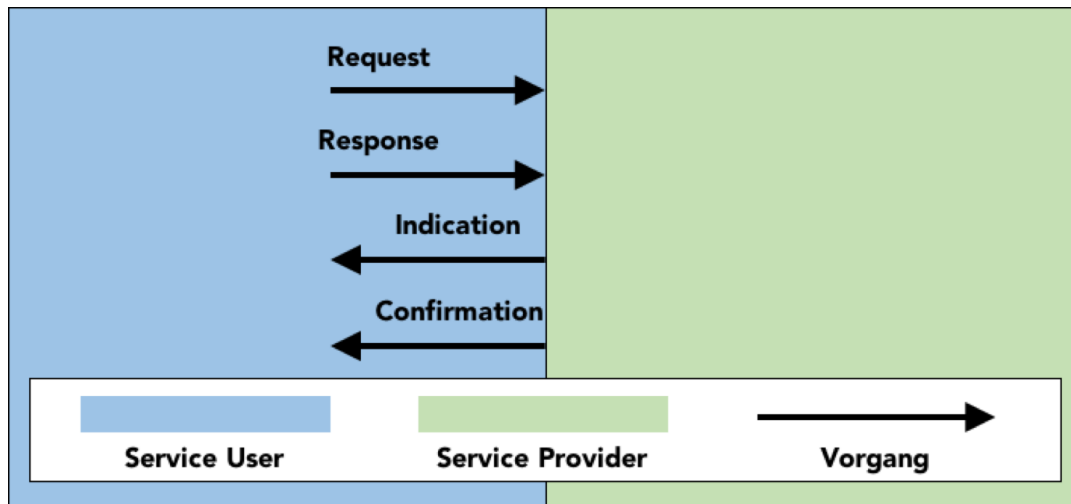 Request
Response
Indication
Confirmation
Service User
Service Provider
Vorgang